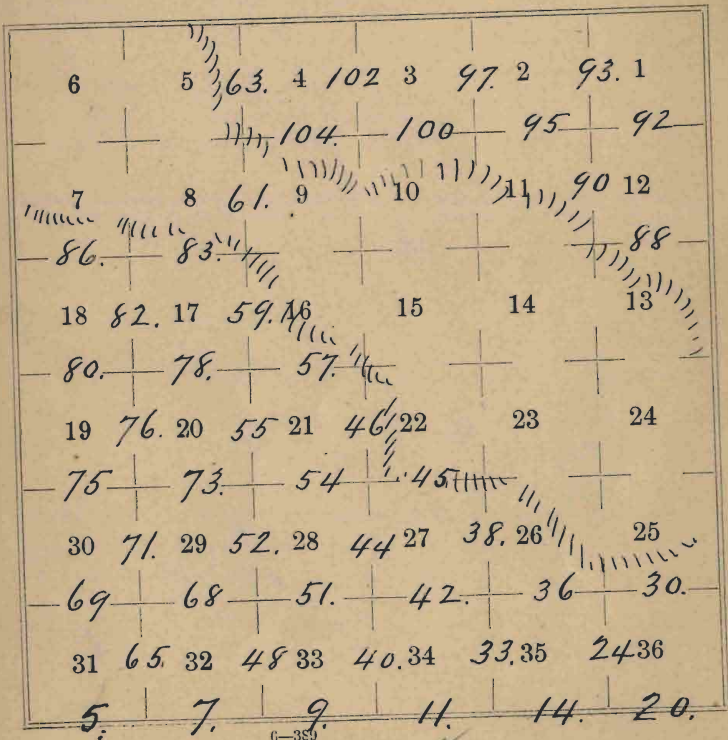 6 5 63. 4 102 3 97. 2 93. 1
104. 100 95 92
7 8 61. 9 10 11 90 12
86. 83. 88
18 82. 17 59. 16 15 14 13
80. 78. 57.
19 76. 20 55 21 46 22 23 24
75 73. 54 45
30 71. 29 52. 28 44 27 38. 26 25
69 68 51. 42. 36 30.
31 65 32 48 33 40. 34 33. 35 24 36
5. 7. 9. 11. 14. 20.
6—389